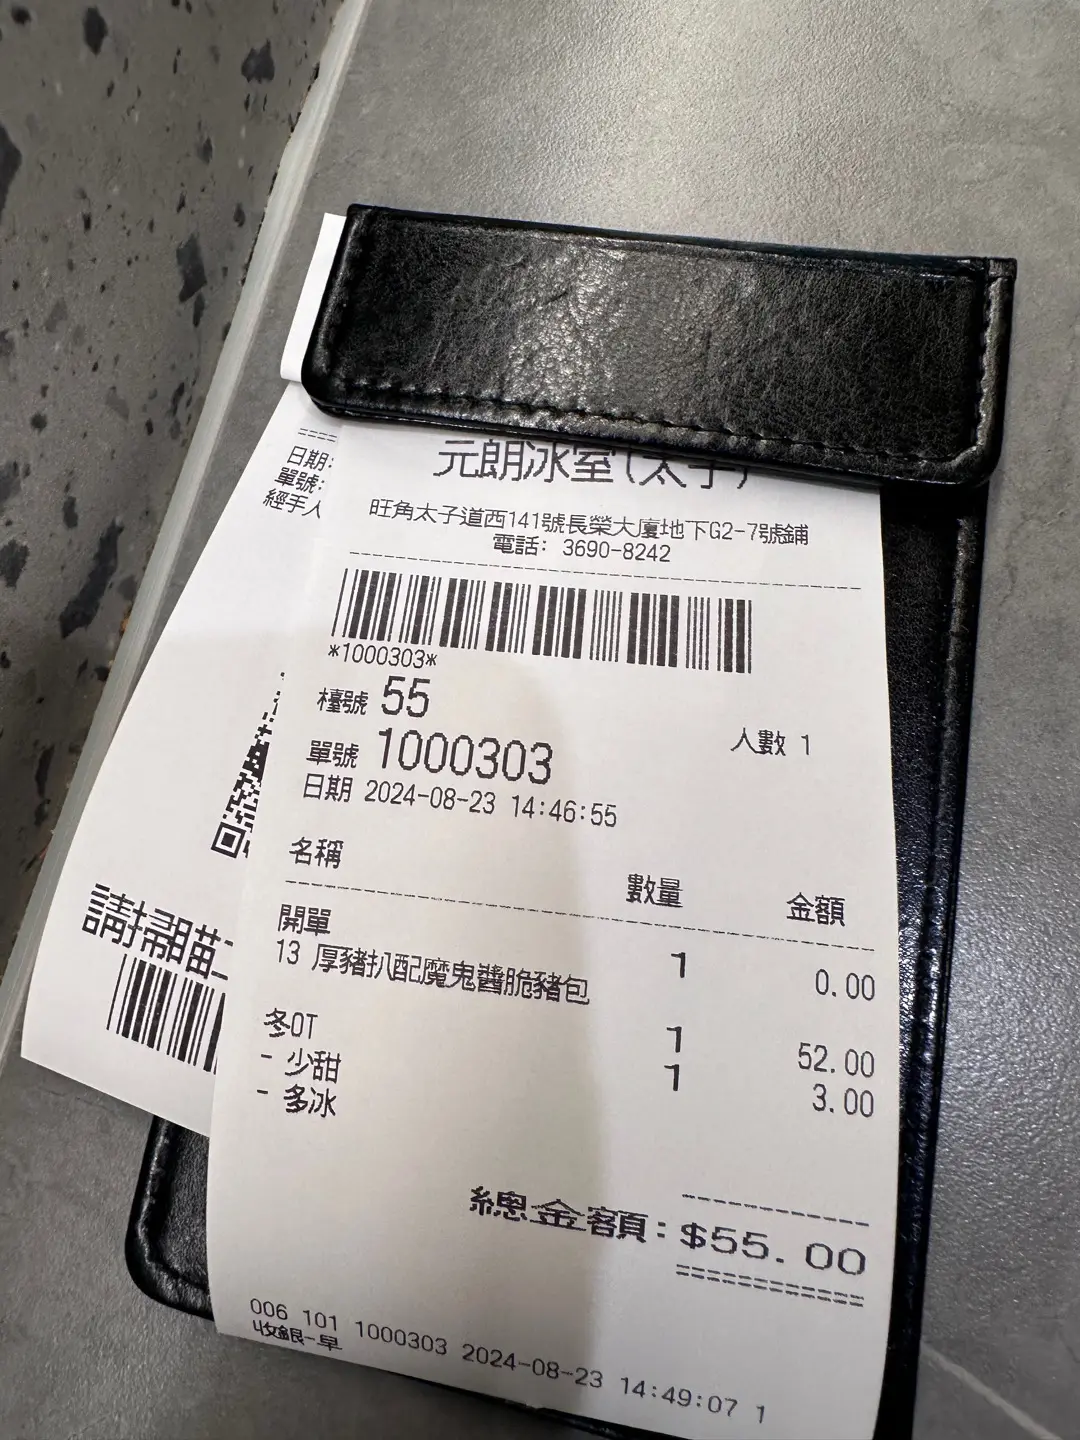 元朗冰室(太子)
旺角太子道西141號長榮大廈地下G2-7號鋪
電話: 3690-8242
*1000303*
檯號 55
人數 1
單號 1000303
日期 2024-08-23 14:46:55
名稱 數量 金額
開單 1 0.00
13 厚豬扒配魔鬼醬脆豬包 1 52.00
冬OT 1 3.00
- 少甜
- 多冰
總金額:$55.00
006 101 1000303 2024-08-23 14:49:07 1
收銀-早
日期:
單號:
經手人
請掃瞄